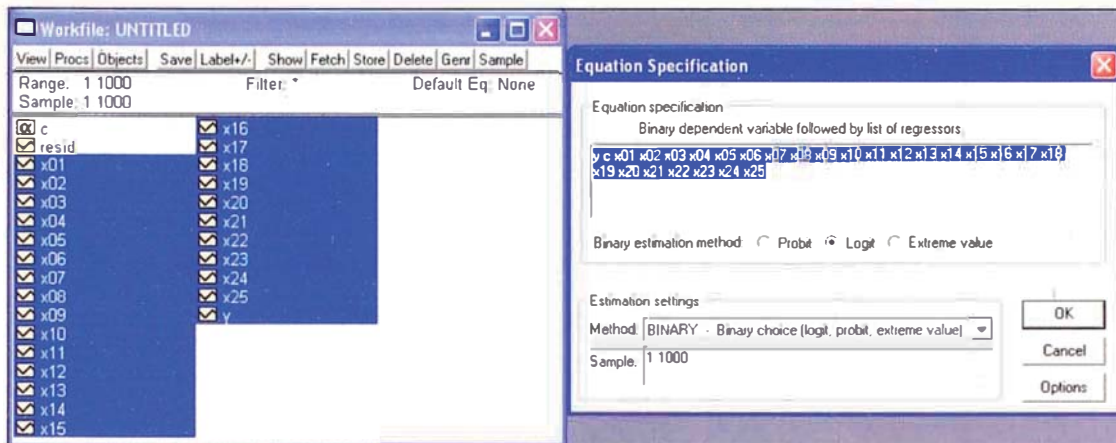 Workfile: UNTITLED
View Procs Objects Save Label+/- Show Fetch Store Delete Genr Sample
Range. 1 1000 Filter: * Default Eq: None
Sample: 1 1000
α c
resid
x01
x02
x03
x04
x05
x06
x07
x08
x09
x10
x11
x12
x13
x14
x15
x16
x17
x18
x19
x20
x21
x22
x23
x24
x25
y
Equation Specification
Equation specification
Binary dependent variable followed by list of regressors
y c x01 x02 x03 x04 x05 x06 x07 x08 x09 x10 x11 x12 x13 x14 x15 x16 x17 x18
x19 x20 x21 x22 x23 x24 x25
Binary estimation method: Probit Logit Extreme value
Estimation settings
Method: BINARY - Binary choice (logit, probit, extreme value)
Sample. 1 1000
OK
Cancel
Options